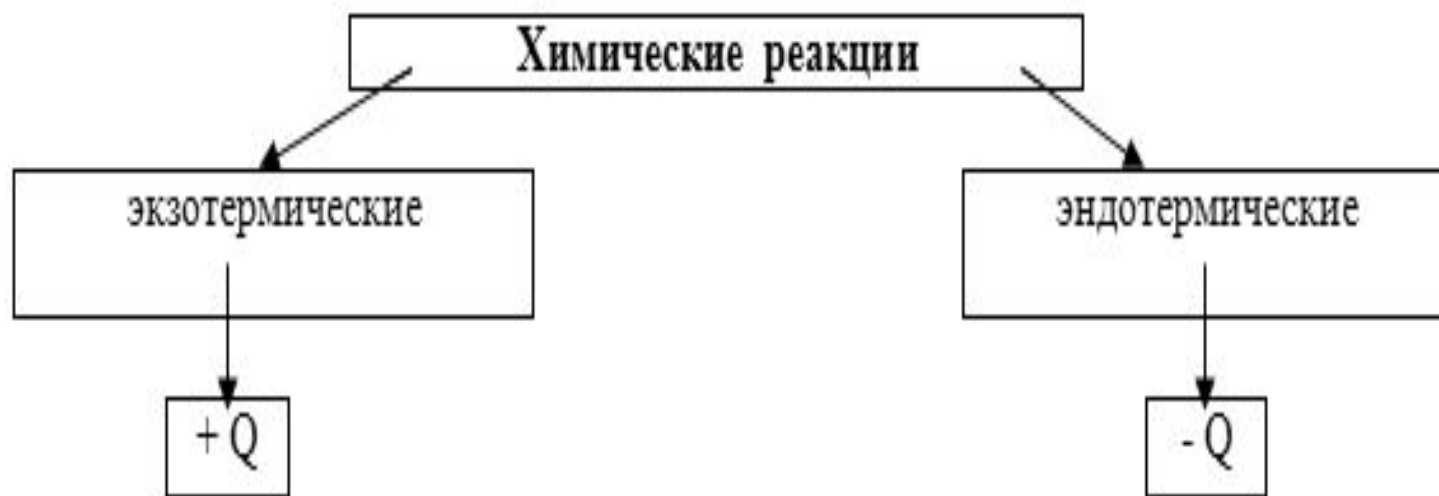 Химические реакции
экзотермические
эндотермические
+ Q
- Q